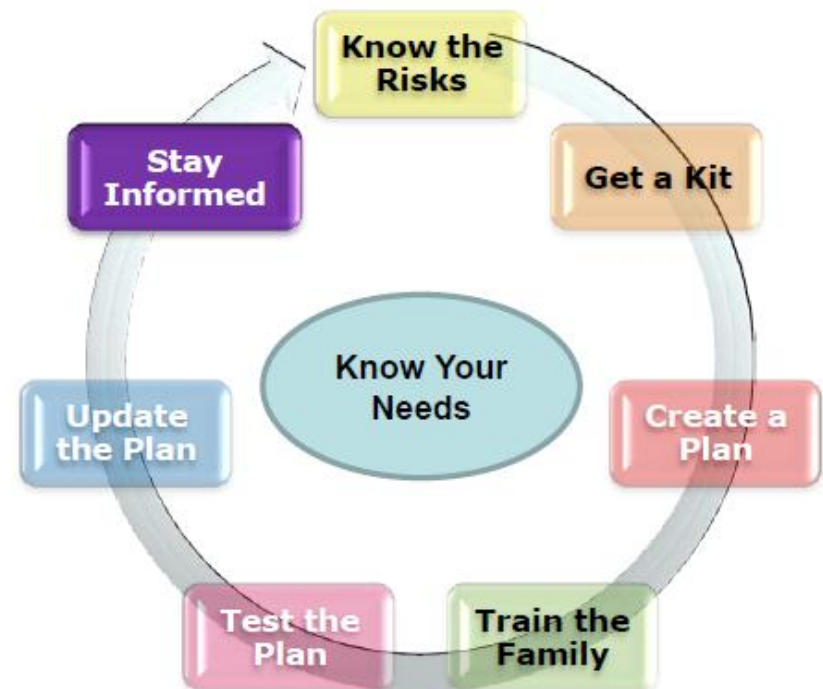 Know the
Risks
Get a Kit
Create a
Plan
Train the
Family
Test the
Plan
Update
the Plan
Stay
Informed
Know Your
Needs